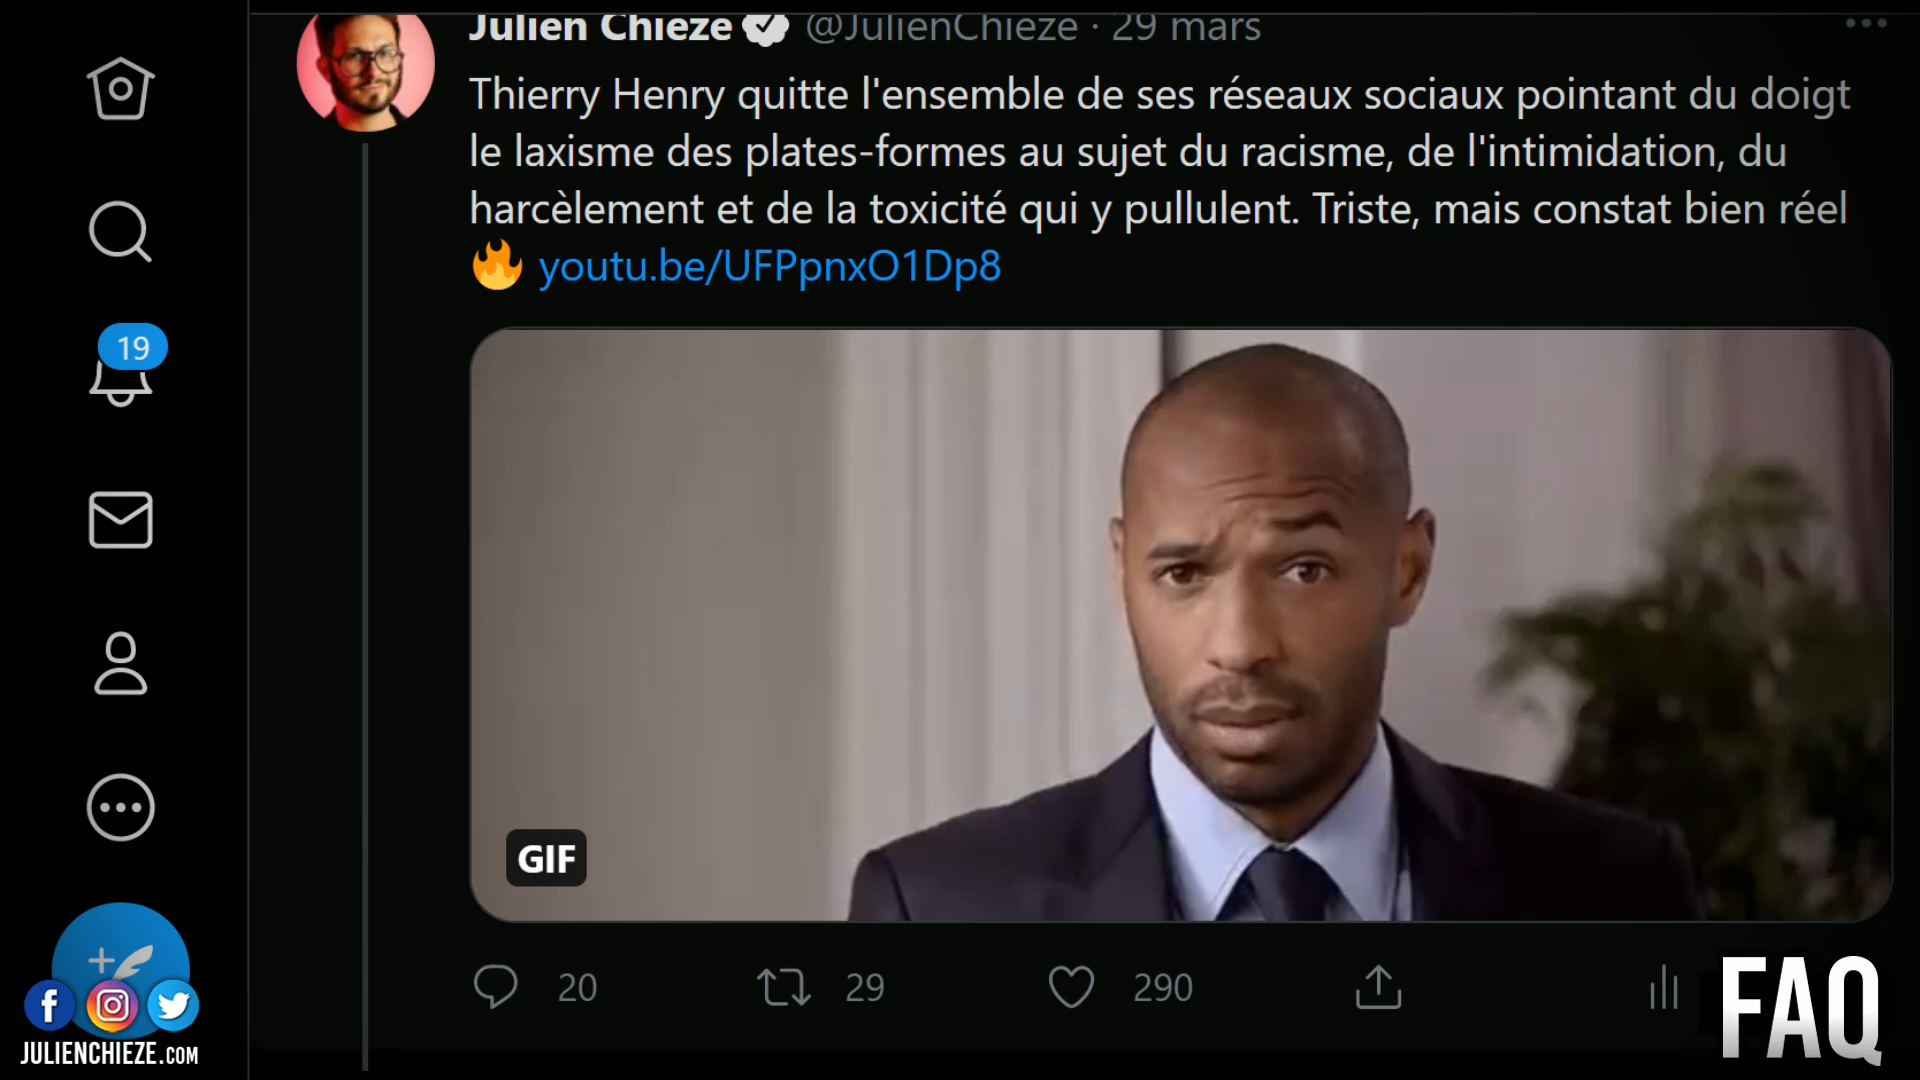 Julien Chieze @JulienChieze · 29 mars
Thierry Henry quitte l'ensemble de ses réseaux sociaux pointant du doigt
le laxisme des plates-formes au sujet du racisme, de l'intimidation, du
harcèlement et de la toxicité qui y pullulent. Triste, mais constat bien réel
🔥 youtu.be/UFPpnxO1Dp8
19
GIF
20 29 290
FAQ
JULIENCHIEZE.COM